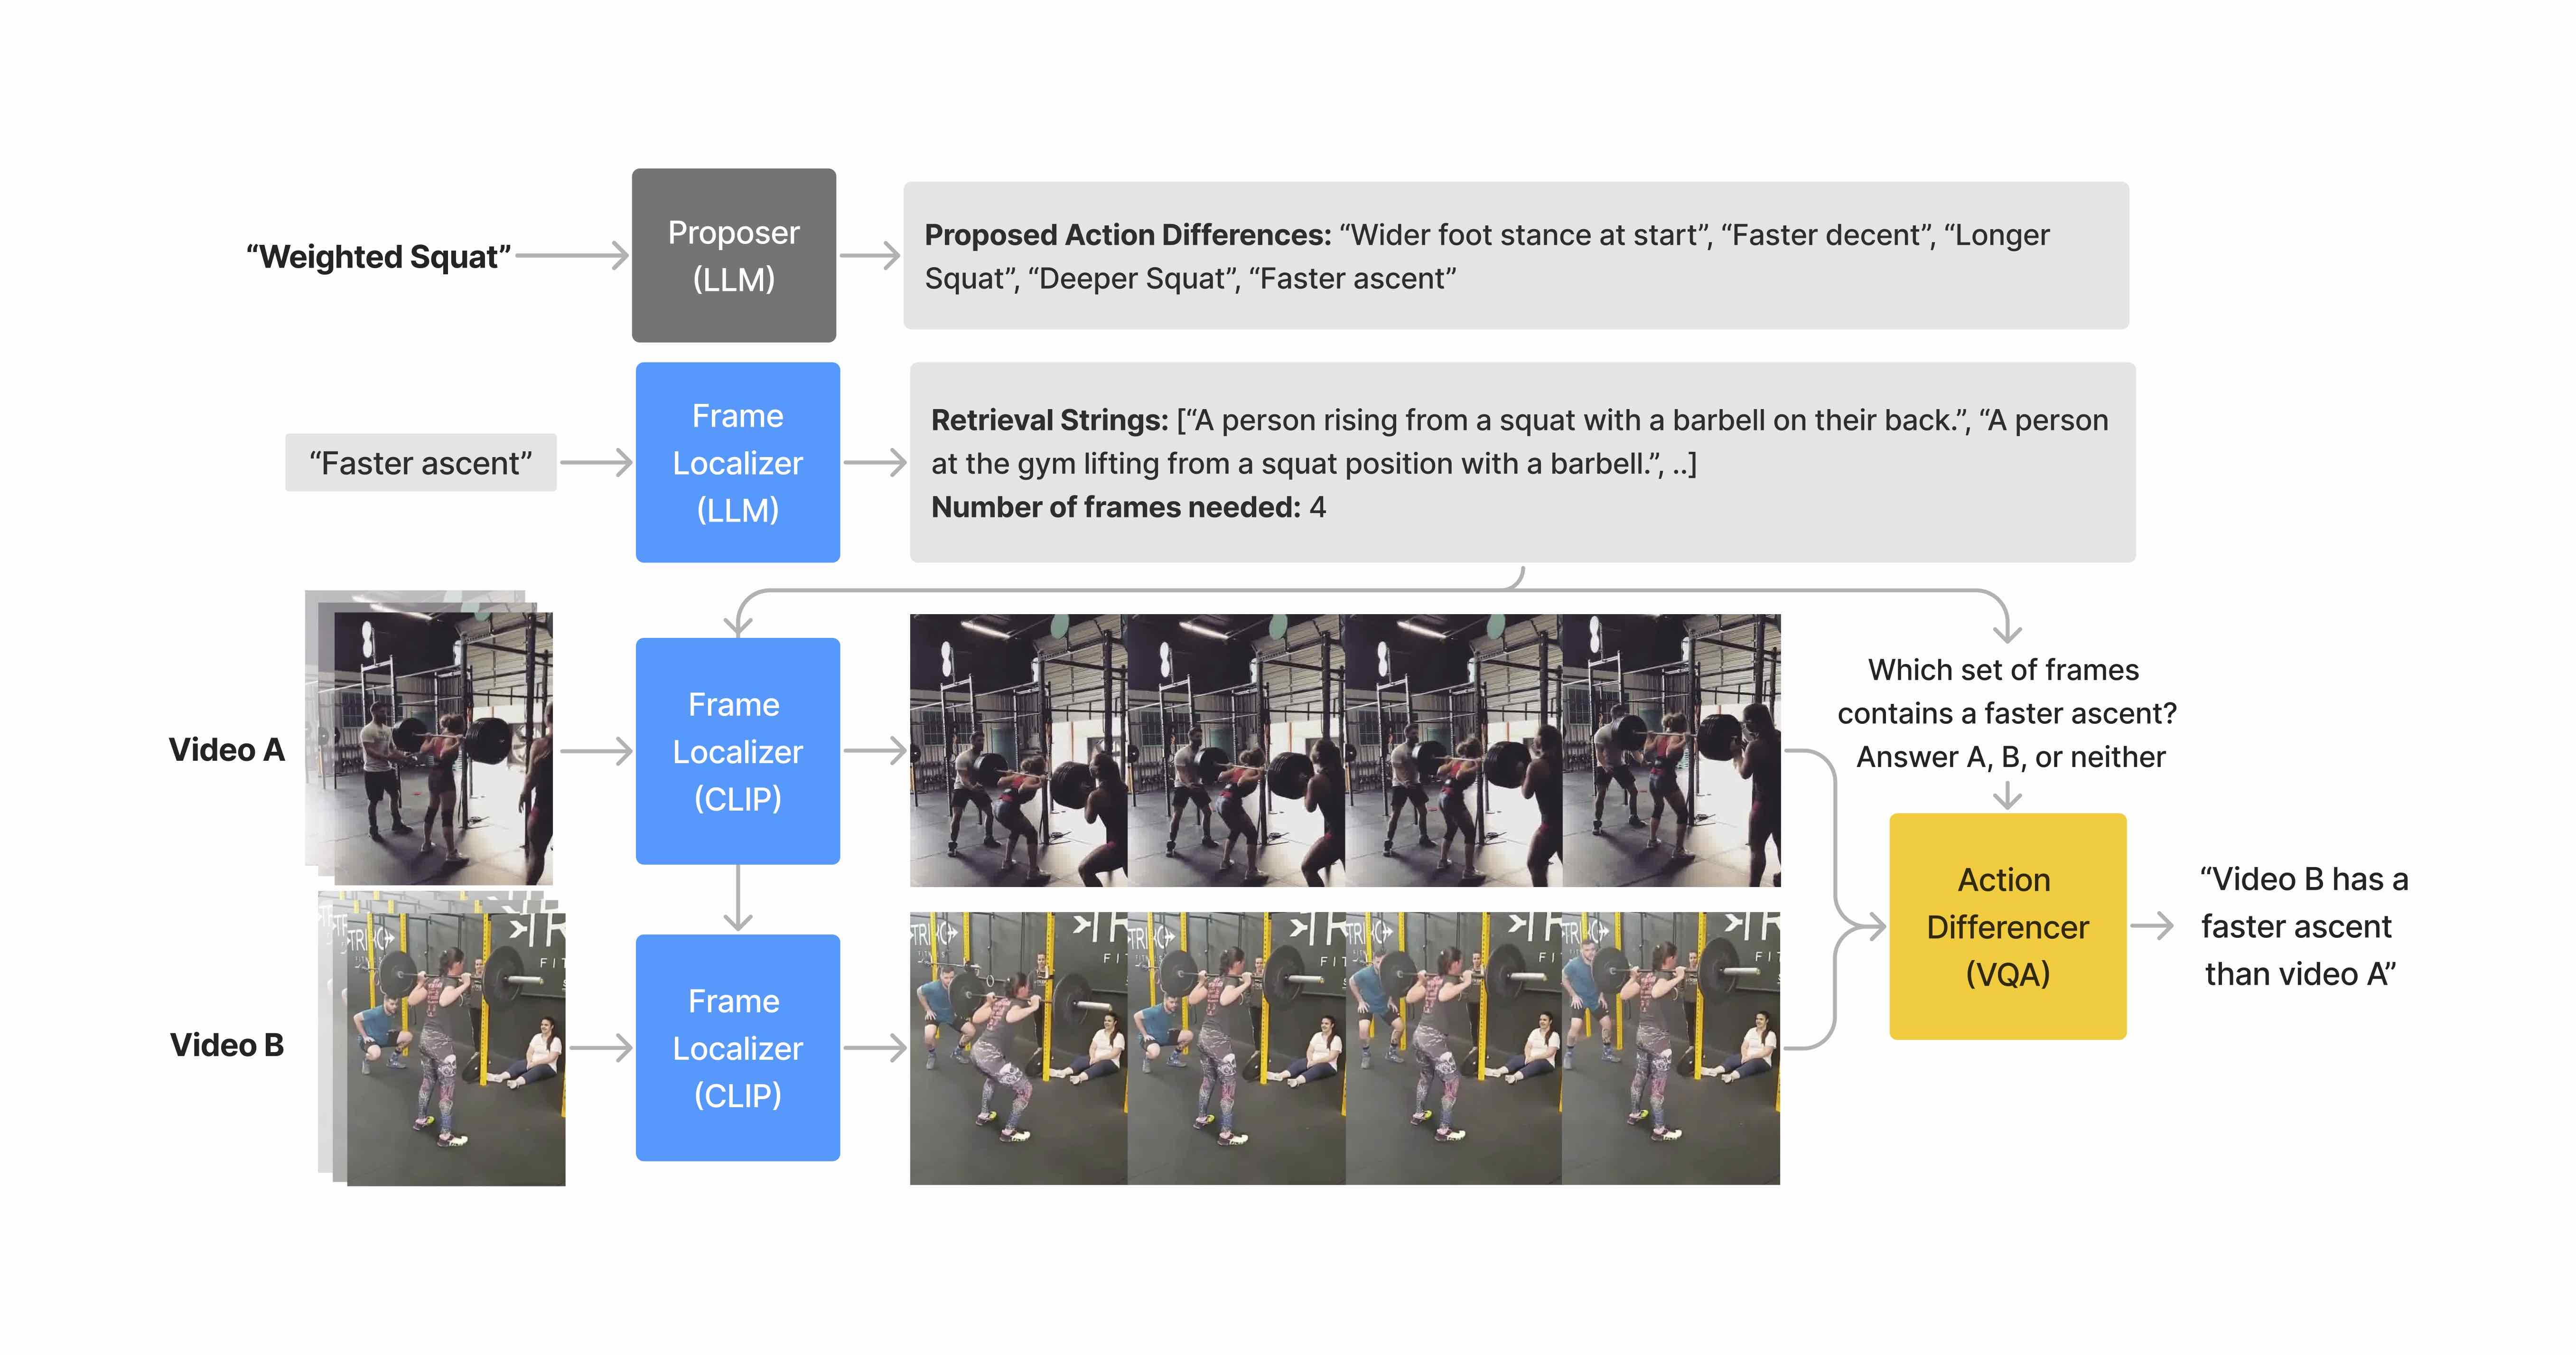 “Weighted Squat”
Proposer
(LLM)
Proposed Action Differences: “Wider foot stance at start”, “Faster decent”, “Longer
Squat”, “Deeper Squat”, “Faster ascent”
“Faster ascent”
Frame
Localizer
(LLM)
Retrieval Strings: [“A person rising from a squat with a barbell on their back.”, “A person
at the gym lifting from a squat position with a barbell.”, ..]
Number of frames needed: 4
Video A
Frame
Localizer
(CLIP)
Which set of frames
contains a faster ascent?
Answer A, B, or neither
Action
Differencer
(VQA)
“Video B has a
faster ascent
than video A”
Video B
Frame
Localizer
(CLIP)